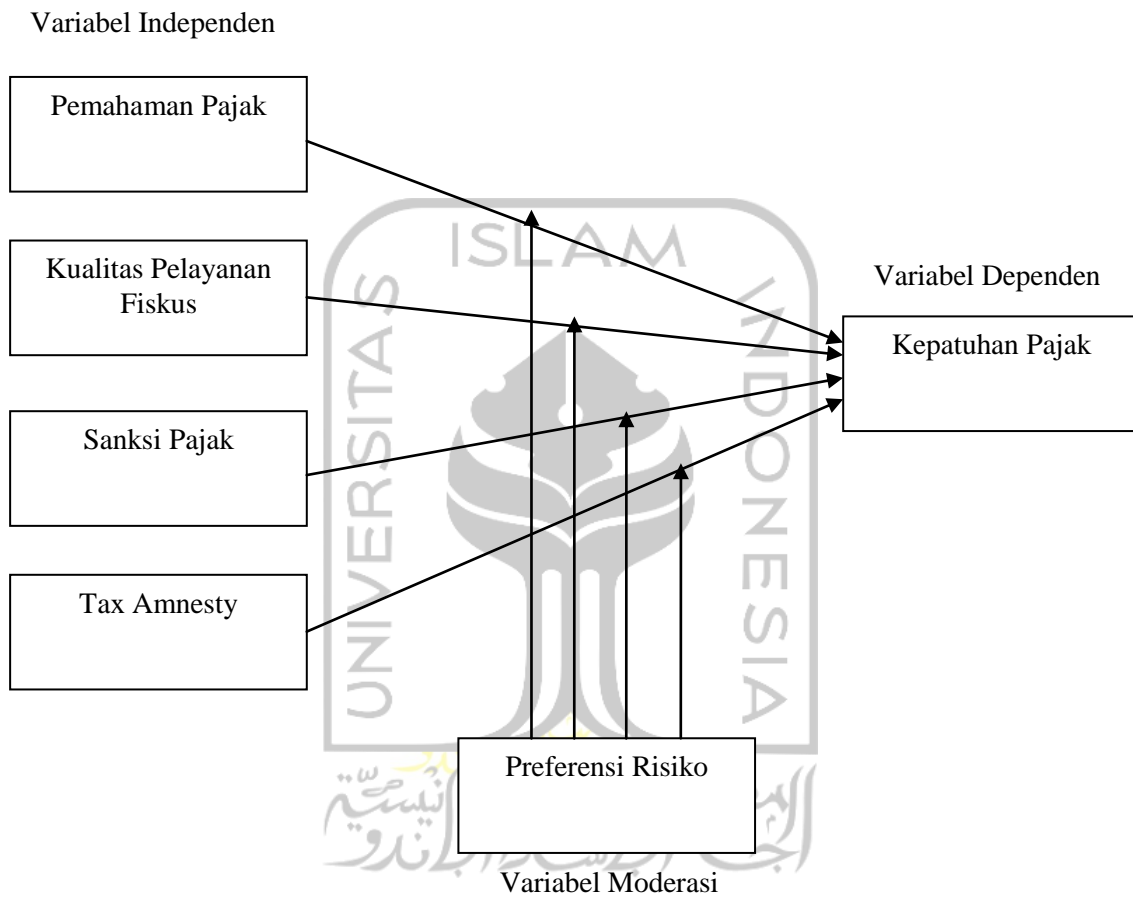 Variabel Independen
Pemahaman Pajak
Kualitas Pelayanan
Fiskus
Sanksi Pajak
Tax Amnesty
Variabel Dependen
Kepatuhan Pajak
Preferensi Risiko
Variabel Moderasi
UNIVERSITAS
ISLAM
INDONESIA